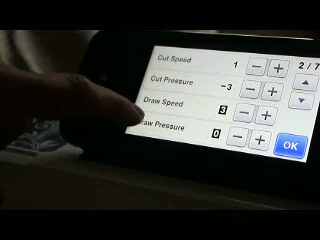 Cut Speed 1 - + 2 / 7
Cut Pressure -3 - +
Draw Speed 3 - +
raw Pressure 0 - +
OK